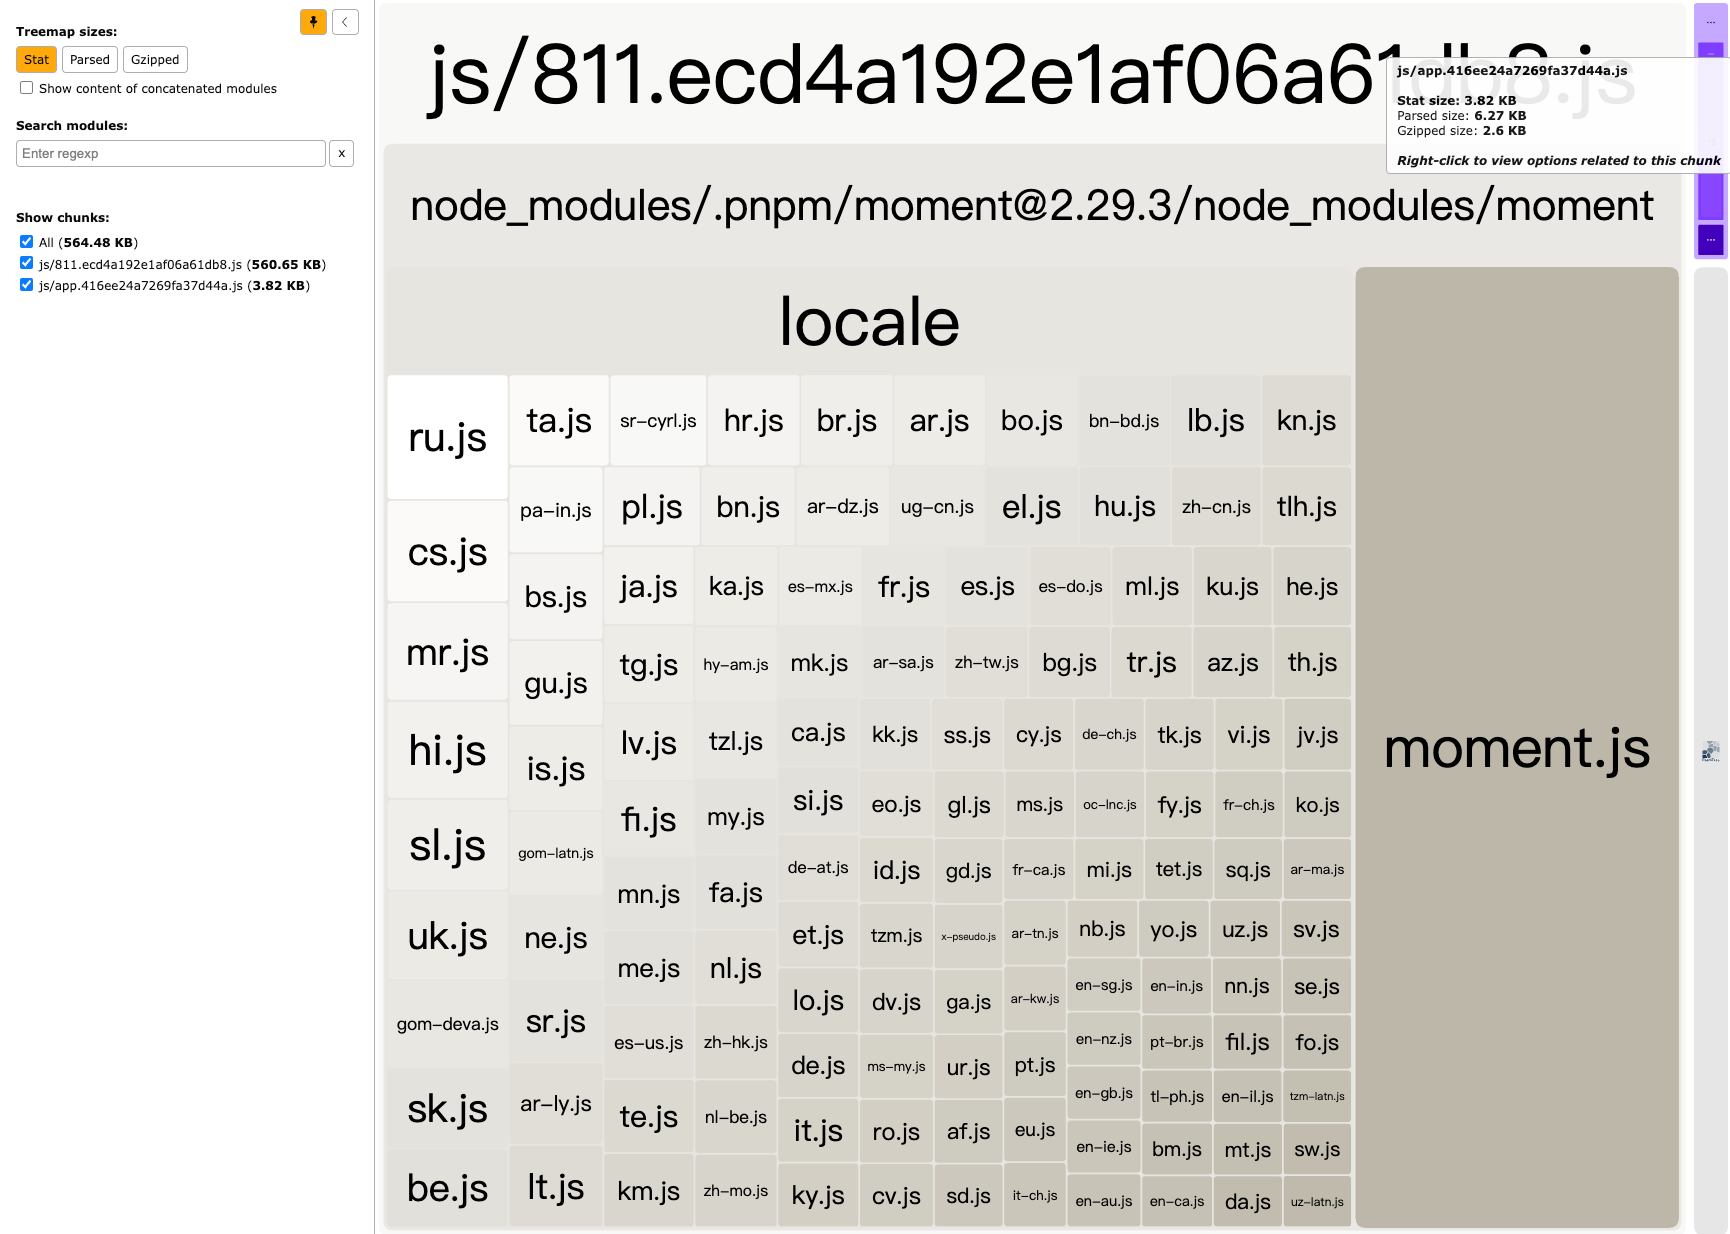 Treemap sizes:
Stat
Parsed
Gzipped
Show content of concatenated modules
Search modules:
Enter regexp
x
Show chunks:
All (564.48 KB)
js/811.ecd4a192e1af06a61db8.js (560.65 KB)
js/app.416ee24a7269fa37d44a.js (3.82 KB)
js/811.ecd4a192e1af06a61db8.js
js/app.416ee24a7269fa37d44a.js
Stat size: 3.82 KB
Parsed size: 6.27 KB
Gzipped size: 2.6 KB
Right-click to view options related to this chunk
...
...
node_modules/.pnpm/moment@2.29.3/node_modules/moment
locale
moment.js
ru.js
cs.js
mr.js
hi.js
sl.js
uk.js
gom-deva.js
sk.js
be.js
ta.js
pa-in.js
bs.js
gu.js
is.js
gom-latn.js
ne.js
sr.js
ar-ly.js
lt.js
sr-cyrl.js
hr.js
br.js
ar.js
bo.js
bn-bd.js
lb.js
kn.js
pl.js
bn.js
ar-dz.js
ug-cn.js
el.js
hu.js
zh-cn.js
tlh.js
ja.js
tg.js
lv.js
fi.js
mn.js
me.js
es-us.js
te.js
km.js
ka.js
hy-am.js
tzl.js
my.js
fa.js
nl.js
zh-hk.js
nl-be.js
zh-mo.js
es-mx.js
fr.js
es.js
es-do.js
ml.js
ku.js
he.js
mk.js
ar-sa.js
zh-tw.js
bg.js
tr.js
az.js
th.js
ca.js
si.js
de-at.js
et.js
lo.js
de.js
it.js
ky.js
kk.js
eo.js
id.js
tzm.js
dv.js
ms-my.js
ro.js
cv.js
ss.js
gl.js
gd.js
x-pseudo.js
ga.js
ur.js
af.js
sd.js
cy.js
ms.js
fr-ca.js
ar-tn.js
ar-kw.js
pt.js
eu.js
it-ch.js
de-ch.js
tk.js
vi.js
jv.js
oc-lnc.js
fy.js
fr-ch.js
ko.js
mi.js
tet.js
sq.js
ar-ma.js
nb.js
yo.js
uz.js
sv.js
en-sg.js
en-in.js
nn.js
se.js
en-nz.js
pt-br.js
fil.js
fo.js
en-gb.js
tl-ph.js
en-il.js
tzm-latn.js
en-ie.js
bm.js
mt.js
sw.js
en-au.js
en-ca.js
da.js
uz-latn.js